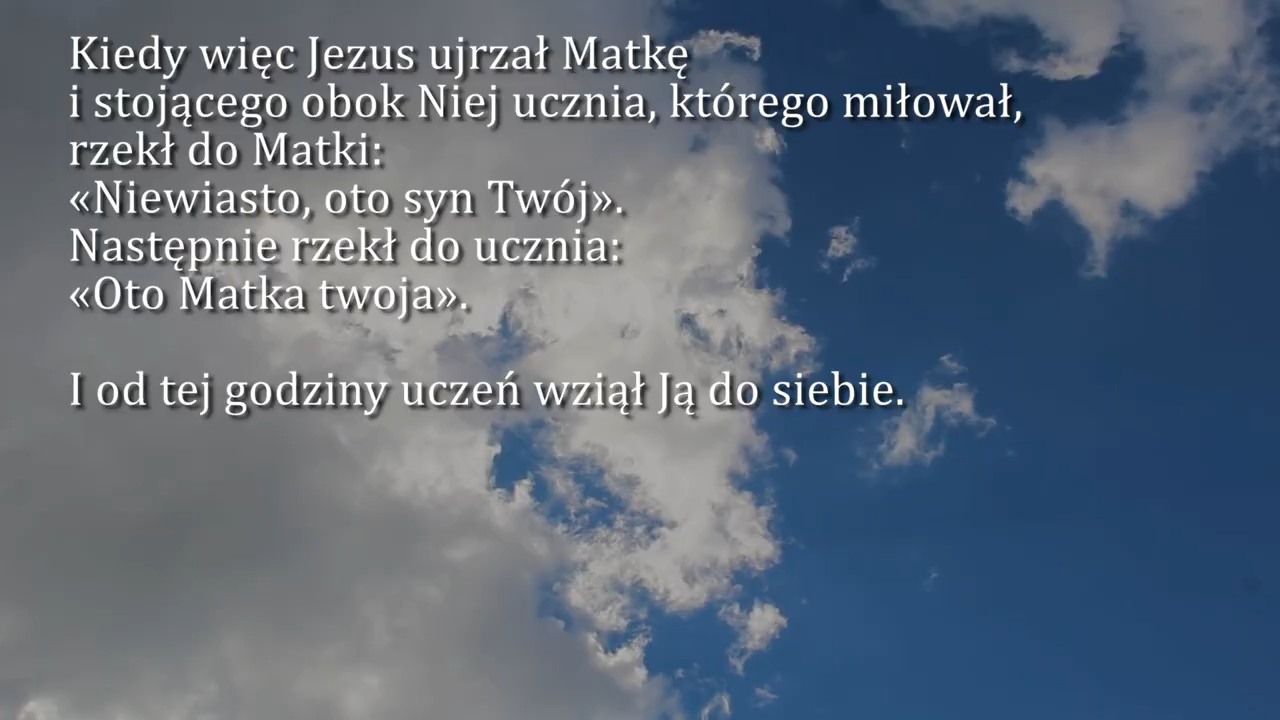 Kiedy więc Jezus ujrzał Matkę
i stojącego obok Niej ucznia, którego miłował,
rzekł do Matki:
«Niewiasto, oto syn Twój».
Następnie rzekł do ucznia:
«Oto Matka twoja».
I od tej godziny uczeń wziął Ją do siebie.